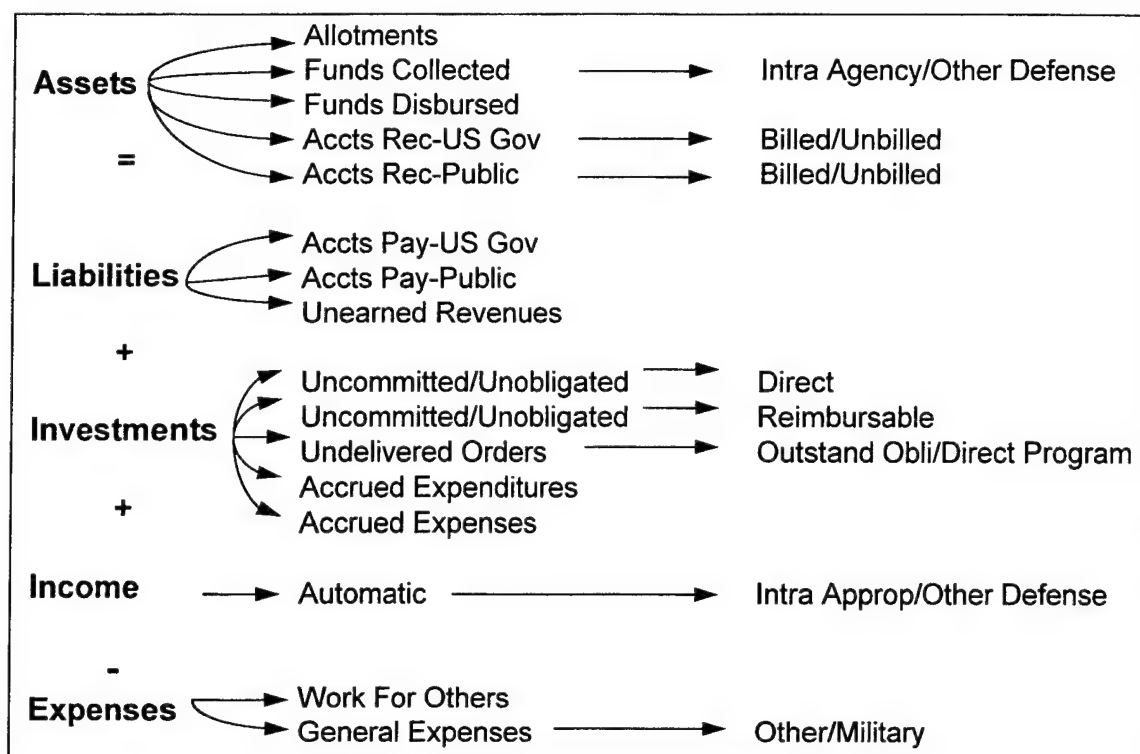 Allotments
Assets Funds Collected Intra Agency/Other Defense
Funds Disbursed
Accts Rec-US Gov Billed/Unbilled
=
Accts Rec-Public Billed/Unbilled
Accts Pay-US Gov
Liabilities Accts Pay-Public
Unearned Revenues
+
Uncommitted/Unobligated Direct
Uncommitted/Unobligated Reimbursable
Investments Undelivered Orders Outstand Obli/Direct Program
Accrued Expenditures
+
Accrued Expenses
Income Automatic Intra Approp/Other Defense
-
Work For Others
Expenses General Expenses Other/Military